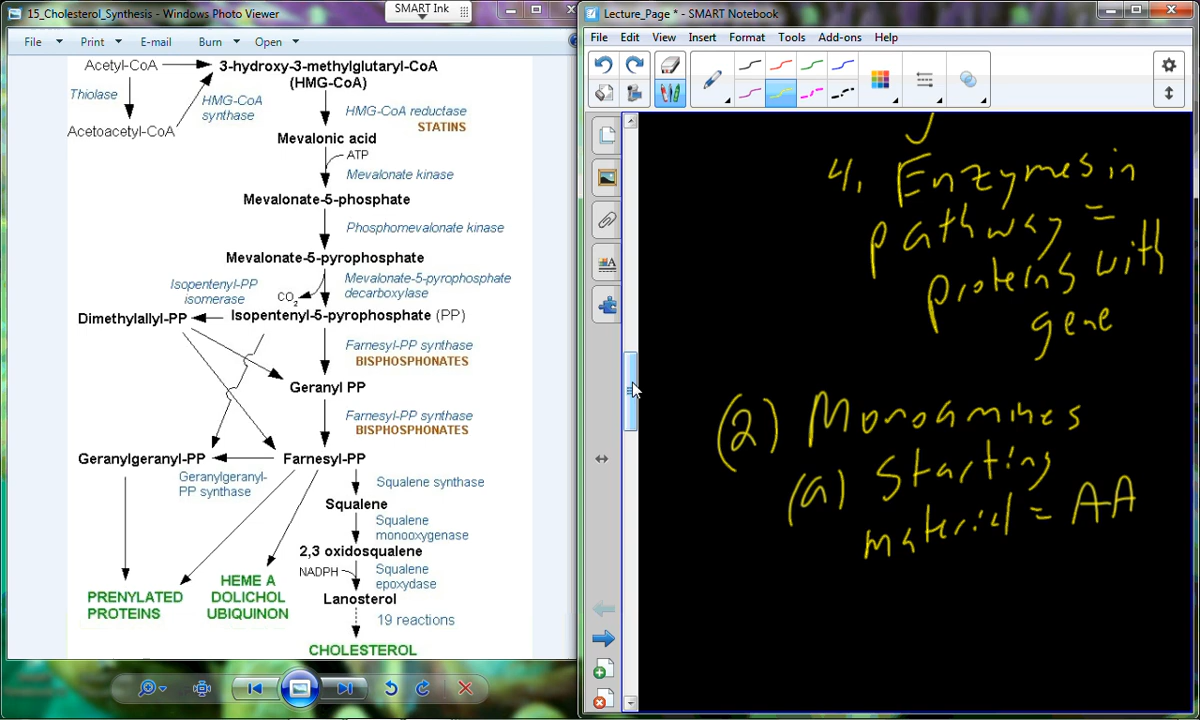 15_Cholesterol_Synthesis - Windows Photo Viewer
SMART Ink
File Print E-mail Burn Open
Acetyl-CoA
3-hydroxy-3-methylglutaryl-CoA
(HMG-CoA)
Thiolase
HMG-CoA
synthase
Acetoacetyl-CoA
HMG-CoA reductase
STATINS
Mevalonic acid
ATP
Mevalonate kinase
Mevalonate-5-phosphate
Phosphomevalonate kinase
Mevalonate-5-pyrophosphate
Isopentenyl-PP
isomerase
CO2
Mevalonate-5-pyrophosphate
decarboxylase
Dimethylallyl-PP
Isopentenyl-5-pyrophosphate (PP)
Farnesyl-PP synthase
BISPHOSPHONATES
Geranyl PP
Farnesyl-PP synthase
BISPHOSPHONATES
Geranylgeranyl-PP
Farnesyl-PP
Geranylgeranyl-
PP synthase
Squalene synthase
Squalene
Squalene
monooxygenase
2,3 oxidosqualene
NADPH
Squalene
epoxydase
Lanosterol
19 reactions
PRENYLATED
PROTEINS
HEME A
DOLICHOL
UBIQUINON
CHOLESTEROL
Lecture_Page * - SMART Notebook
File Edit View Insert Format Tools Add-ons Help
4. Enzymes in
pathway =
proteins with
gene
(2) Monoamines
(a) Starting
material = AA